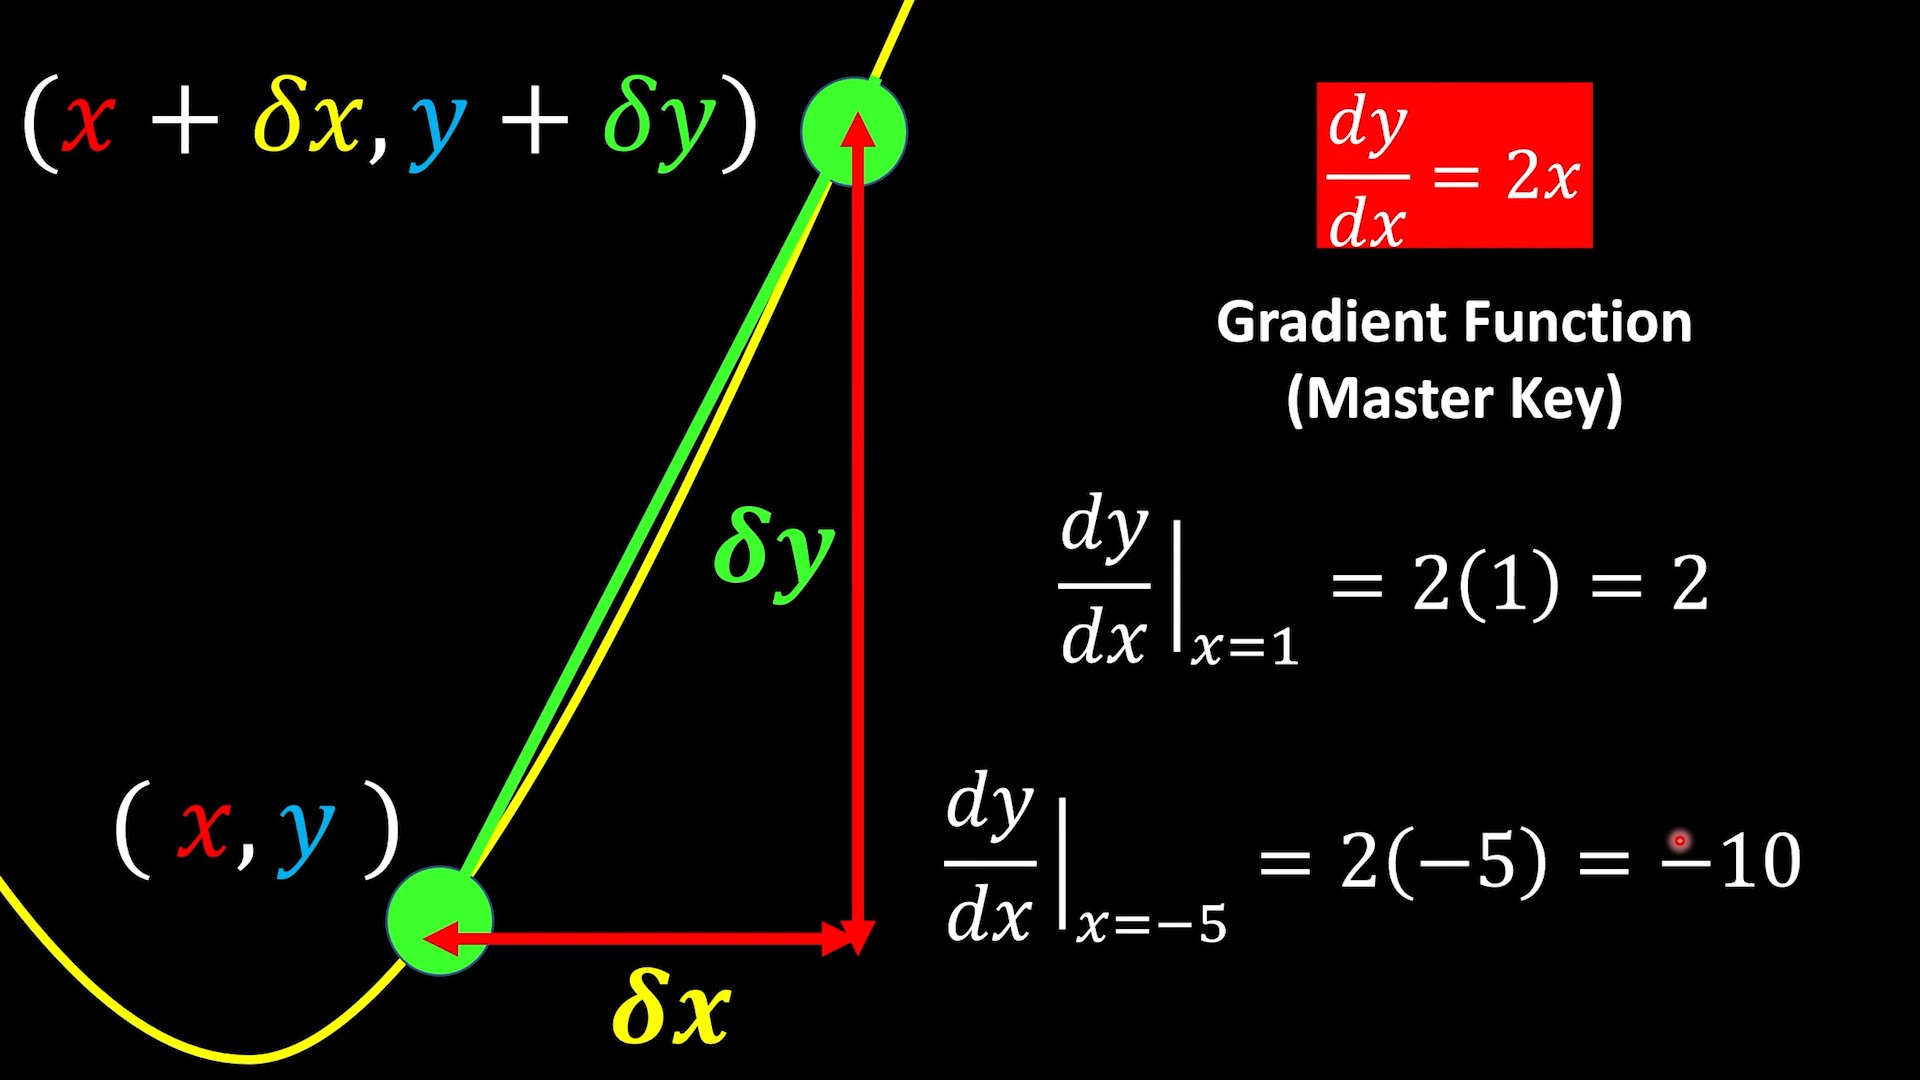 (x + δx, y + δy)
dy/dx = 2x
Gradient Function
(Master Key)
δy
dy/dx|x=1 = 2(1) = 2
(x, y)
dy/dx|x=−5 = 2(−5) = −10
δx